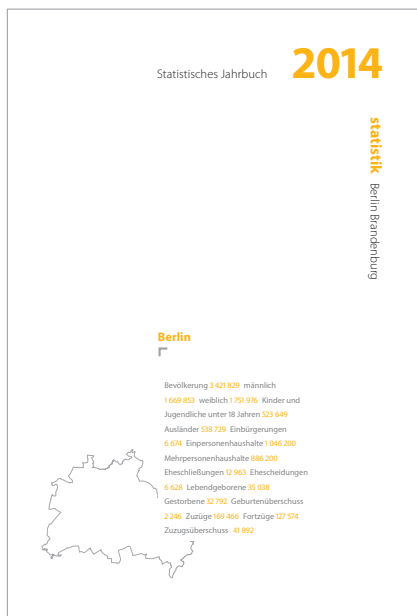 Statistisches Jahrbuch 2014
statistik Berlin Brandenburg
Berlin
Bevölkerung 3 421 829 männlich
1 669 853 weiblich 1 751 976 Kinder und
Jugendliche unter 18 Jahren 523 649
Ausländer 538 729 Einbürgerungen
6 674 Einpersonenhaushalte 1 046 200
Mehrpersonenhaushalte 886 200
Eheschließungen 12 963 Ehescheidungen
6 628 Lebendgeborene 35 038
Gestorbene 32 792 Geburtenüberschuss
2 246 Zuzüge 169 466 Fortzüge 127 574
Zuzugsüberschuss 41 892